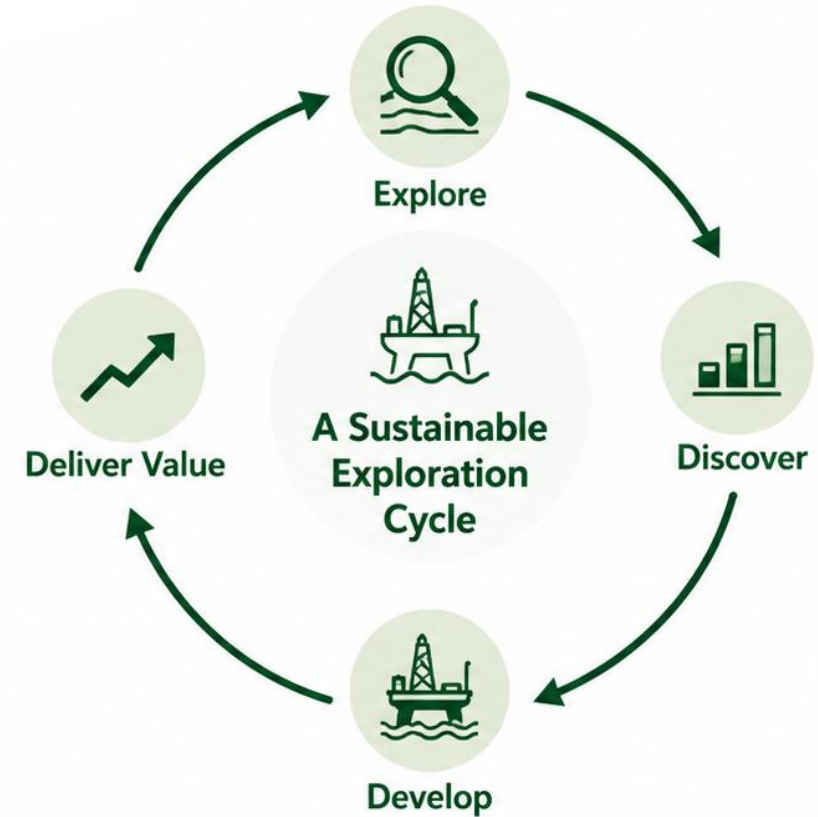 Explore
A Sustainable
Exploration
Cycle
Deliver Value
Discover
Develop